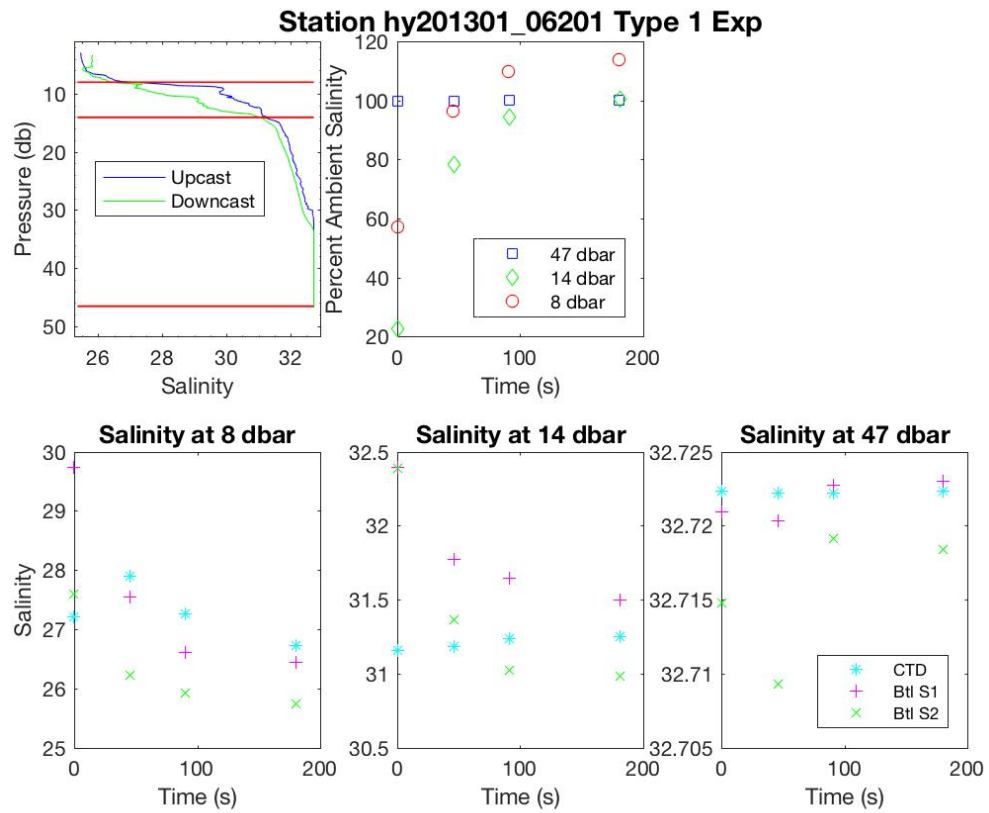 Station hy201301_06201 Type 1 Exp
10
20
30
40
50
Pressure (db)
Upcast
Downcast
26
28
30
32
Salinity
120
100
80
60
40
20
Percent Ambient Salinity
47 dbar
14 dbar
8 dbar
0
100
200
Time (s)
Salinity at 8 dbar
30
29
28
27
26
25
Salinity
0
100
200
Time (s)
Salinity at 14 dbar
32.5
32
31.5
31
30.5
0
100
200
Time (s)
Salinity at 47 dbar
32.725
32.72
32.715
32.71
32.705
CTD
Btl S1
Btl S2
0
100
200
Time (s)